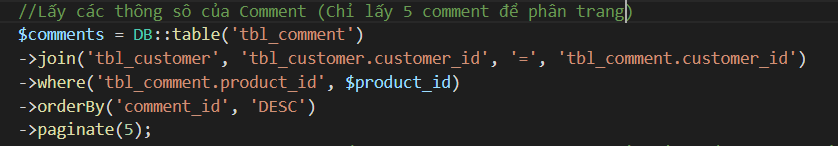 //Lấy các thông số của Comment (Chỉ lấy 5 comment để phân trang)
$comments = DB::table('tbl_comment')
->join('tbl_customer', 'tbl_customer.customer_id', '=', 'tbl_comment.customer_id')
->where('tbl_comment.product_id', $product_id)
->orderBy('comment_id', 'DESC')
->paginate(5);